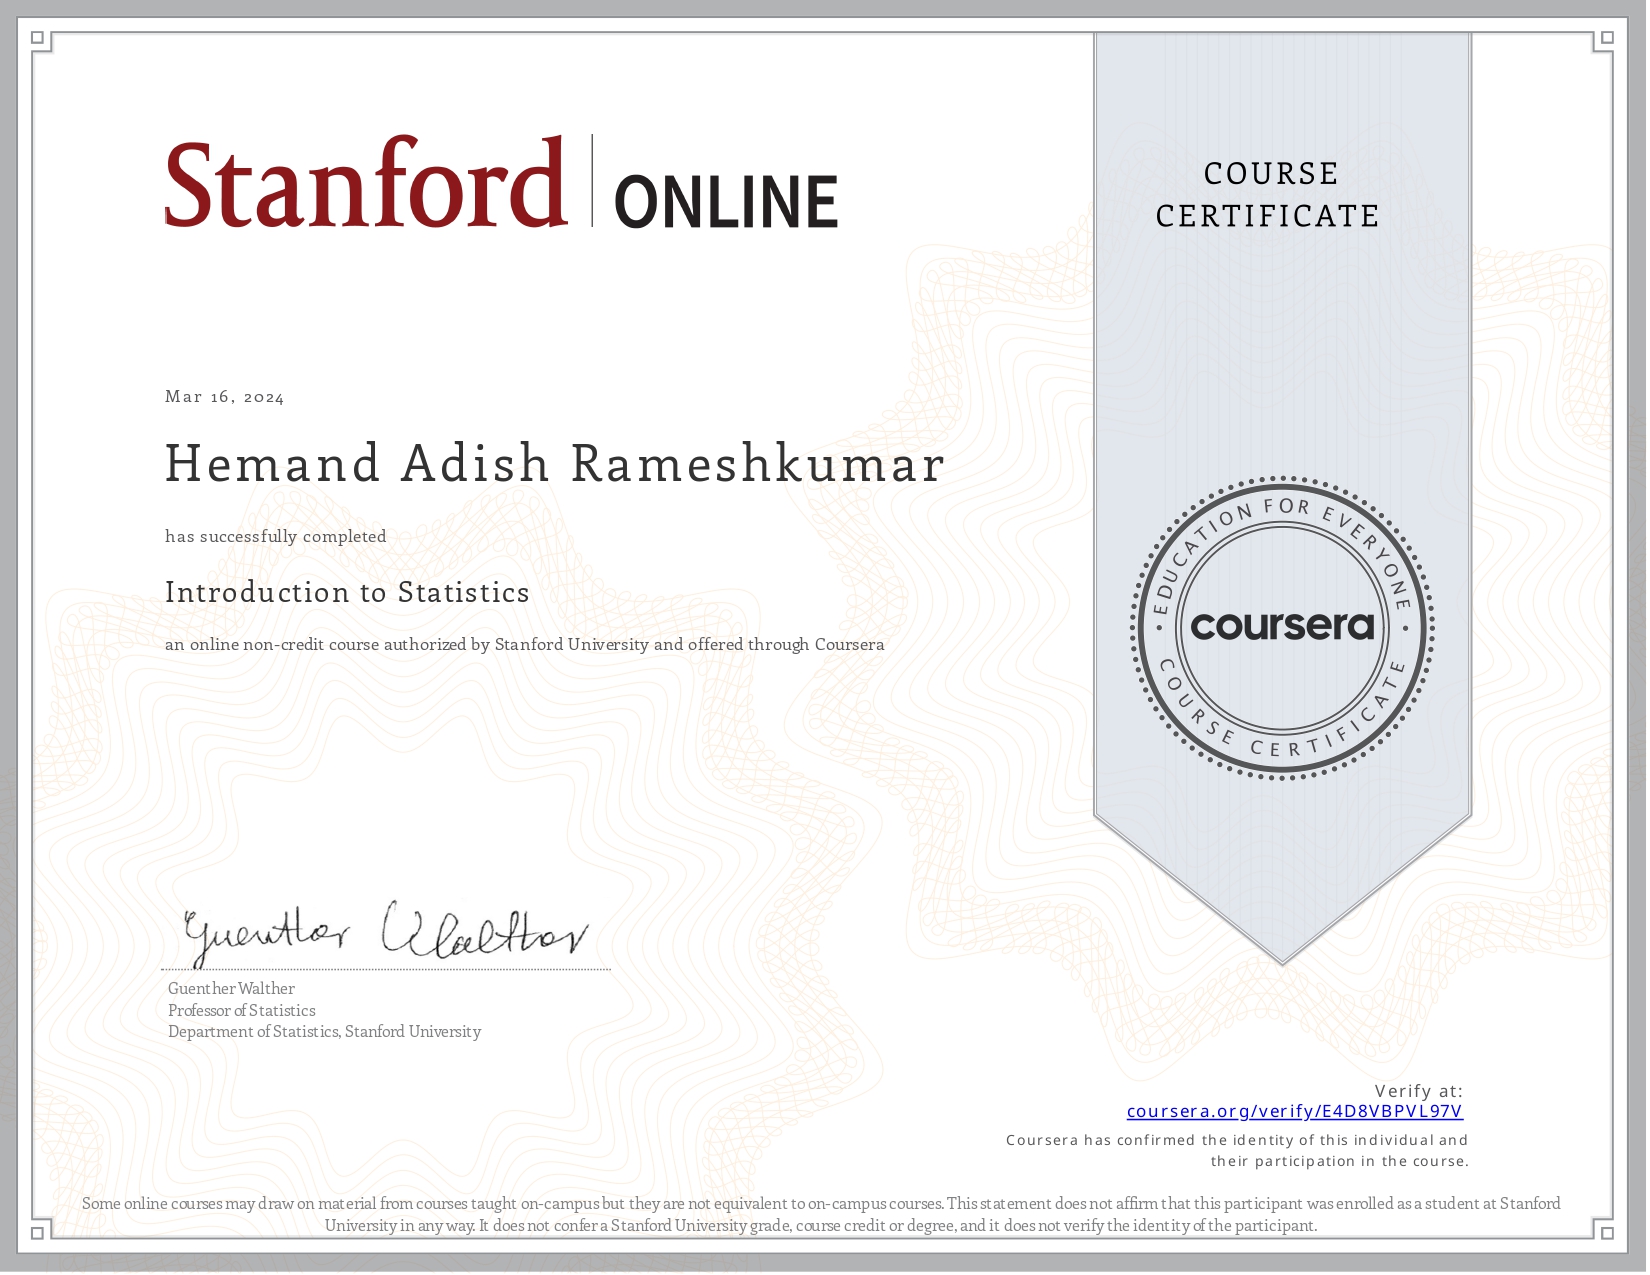 Stanford ONLINE
COURSE
CERTIFICATE
Mar 16, 2024
Hemand Adish Rameshkumar
has successfully completed
Introduction to Statistics
an online non-credit course authorized by Stanford University and offered through Coursera
EDUCATION FOR EVERYONE
coursera
COURSE CERTIFICATE
Guenther Walther
Guenther Walther
Professor of Statistics
Department of Statistics, Stanford University
Verify at:
coursera.org/verify/E4D8VBPVL97V
Coursera has confirmed the identity of this individual and
their participation in the course.
Some online courses may draw on material from courses taught on-campus but they are not equivalent to on-campus courses. This statement does not affirm that this participant was enrolled as a student at Stanford
University in any way. It does not confer a Stanford University grade, course credit or degree, and it does not verify the identity of the participant.